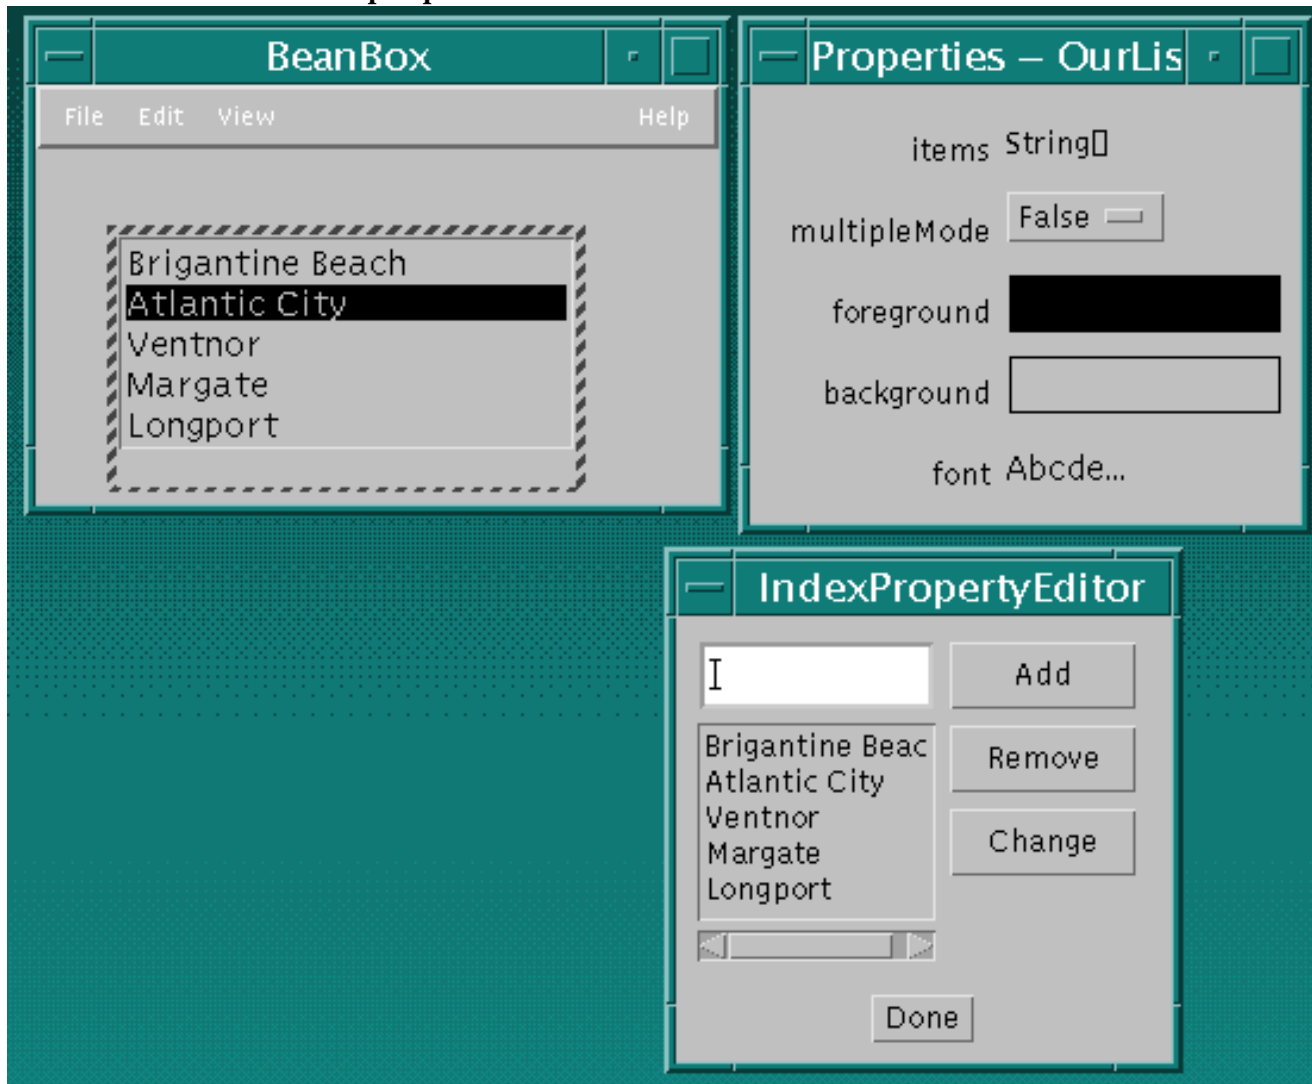 BeanBox
File Edit View Help
Brigantine Beach
Atlantic City
Ventnor
Margate
Longport
Properties – OurLis
items String[]
multipleMode False
foreground
background
font Abcde...
IndexPropertyEditor
Add
Brigantine Beac
Atlantic City
Ventnor
Margate
Longport
Remove
Change
Done